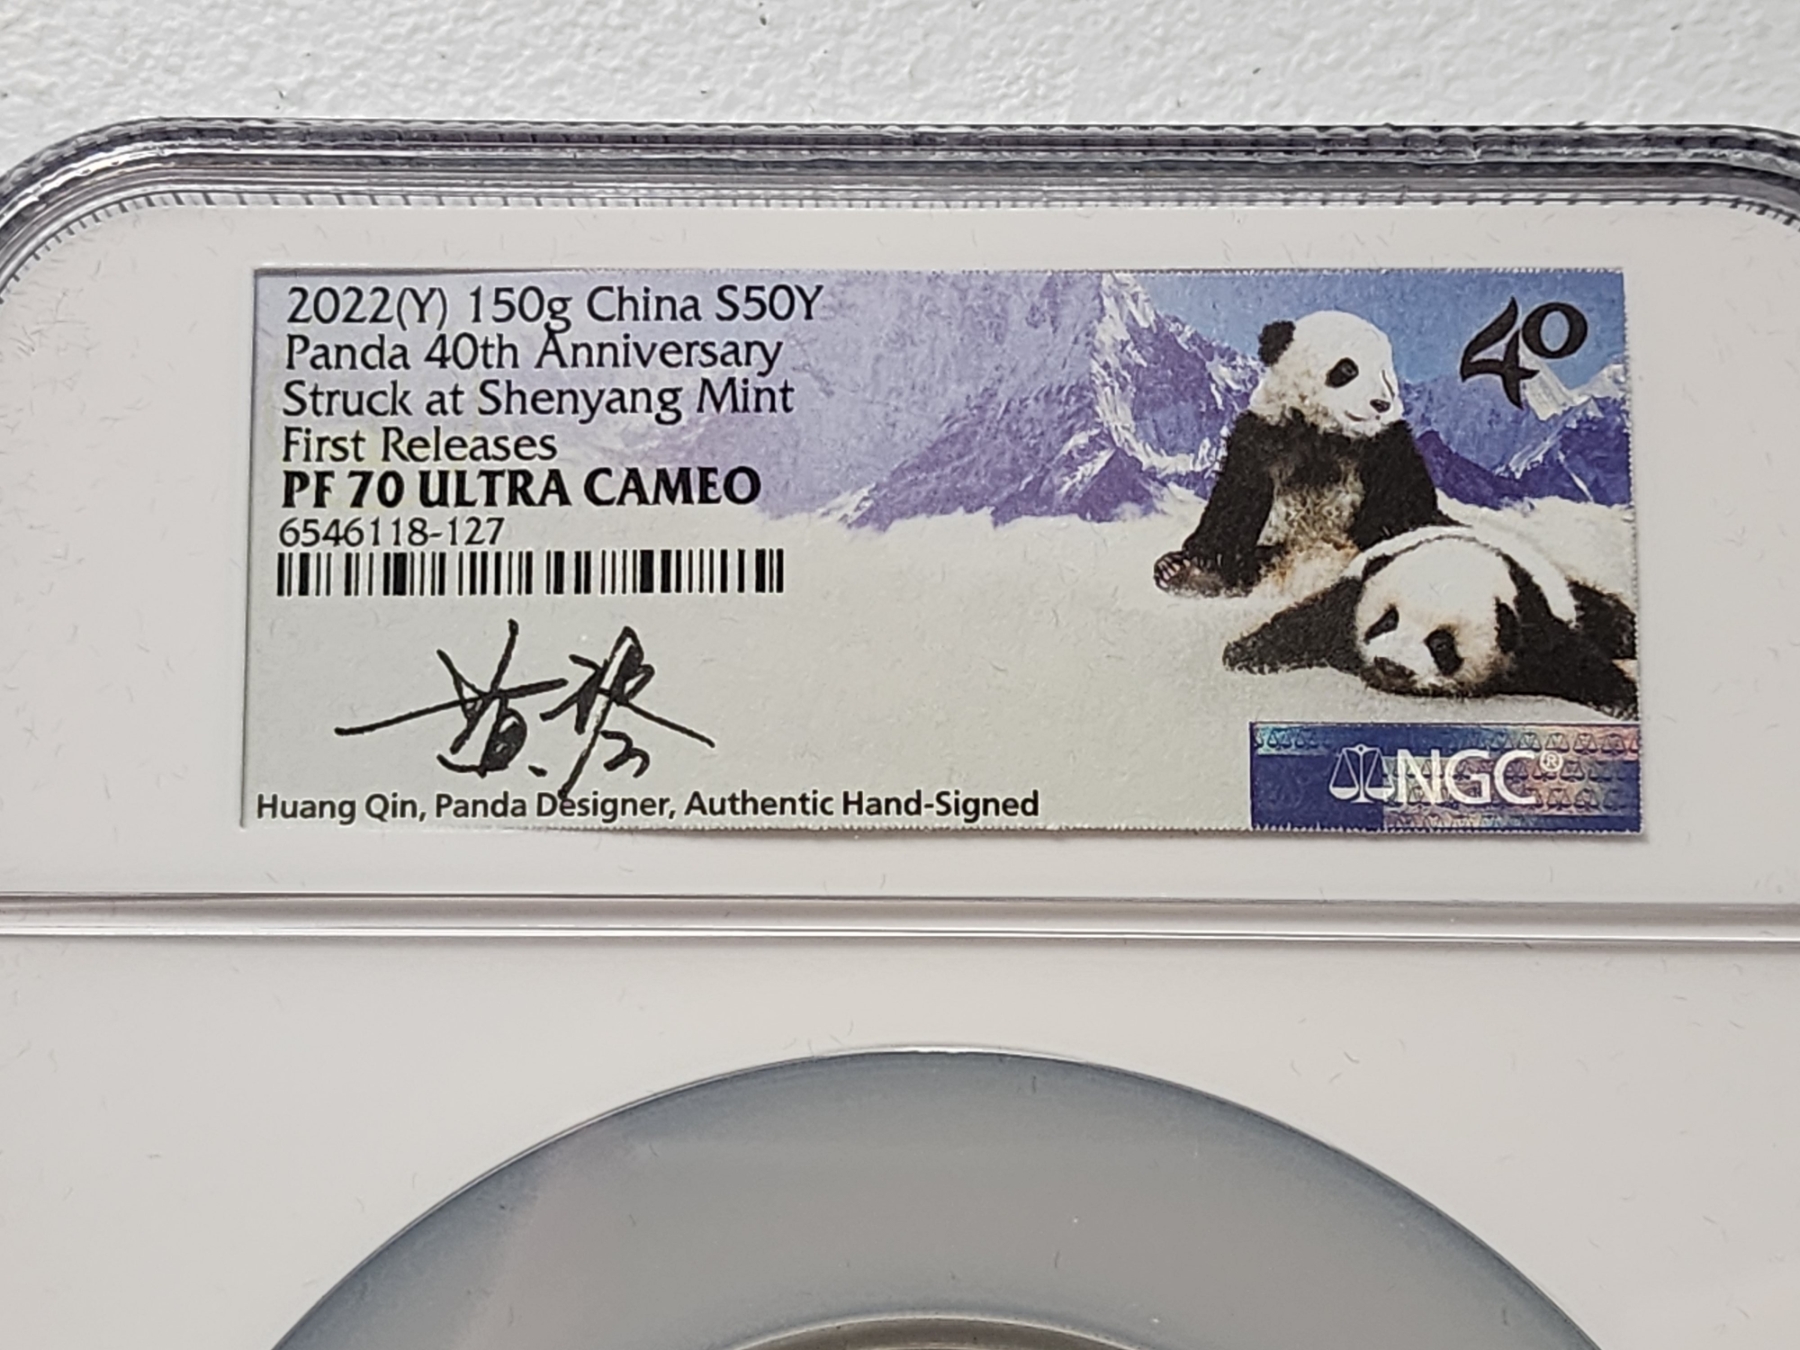 2022(Y) 150g China S50Y
Panda 40th Anniversary
Struck at Shenyang Mint
First Releases
PF 70 ULTRA CAMEO
6546118-127
40
Huang Qin, Panda Designer, Authentic Hand-Signed
NGC®